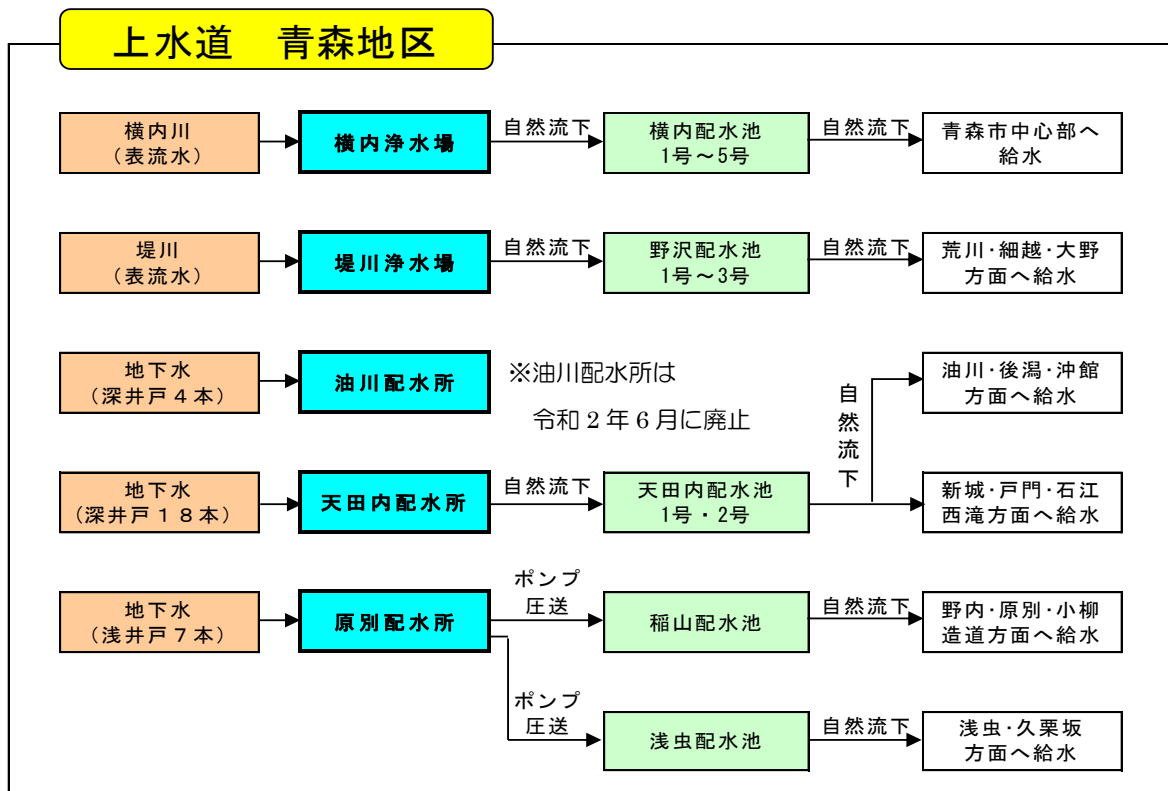 上水道　青森地区
横内川
(表流水)
横内浄水場
自然流下
横内配水池
1号～5号
自然流下
青森市中心部へ
給水
堤川
(表流水)
堤川浄水場
自然流下
野沢配水池
1号～3号
自然流下
荒川・細越・大野
方面へ給水
地下水
(深井戸４本)
油川配水所
※油川配水所は
令和２年６月に廃止
自然流下
油川・後潟・沖館
方面へ給水
地下水
(深井戸１８本)
天田内配水所
自然流下
天田内配水池
1号・2号
新城・戸門・石江
西滝方面へ給水
地下水
(浅井戸７本)
原別配水所
ポンプ
圧送
稲山配水池
自然流下
野内・原別・小柳
造道方面へ給水
ポンプ
圧送
浅虫配水池
自然流下
浅虫・久栗坂
方面へ給水